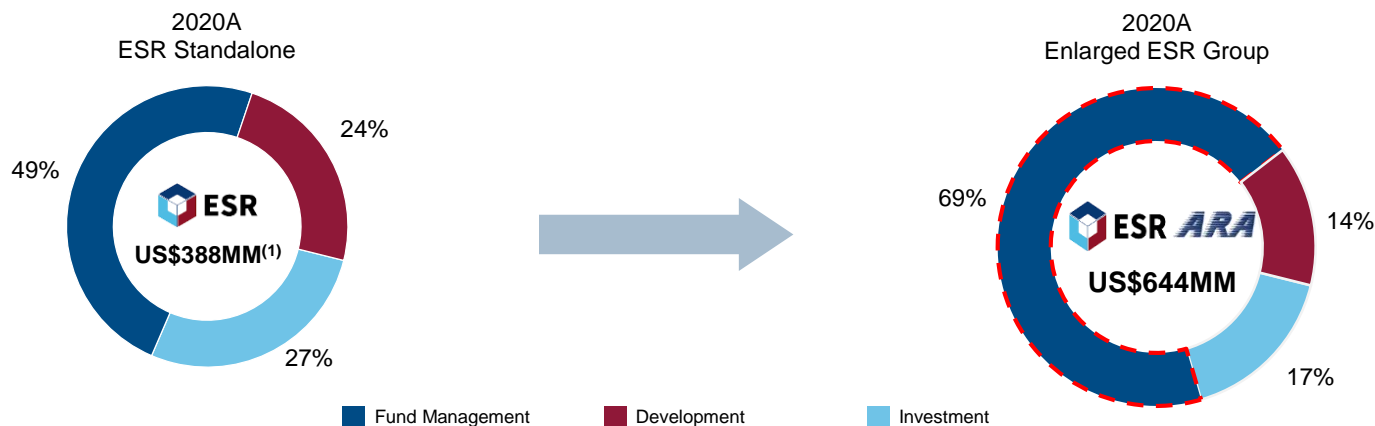 2020A
ESR Standalone
49%
24%
27%
ESR
US$388MM(1)
2020A
Enlarged ESR Group
69%
14%
17%
ESR ARA
US$644MM
Fund Management
Development
Investment